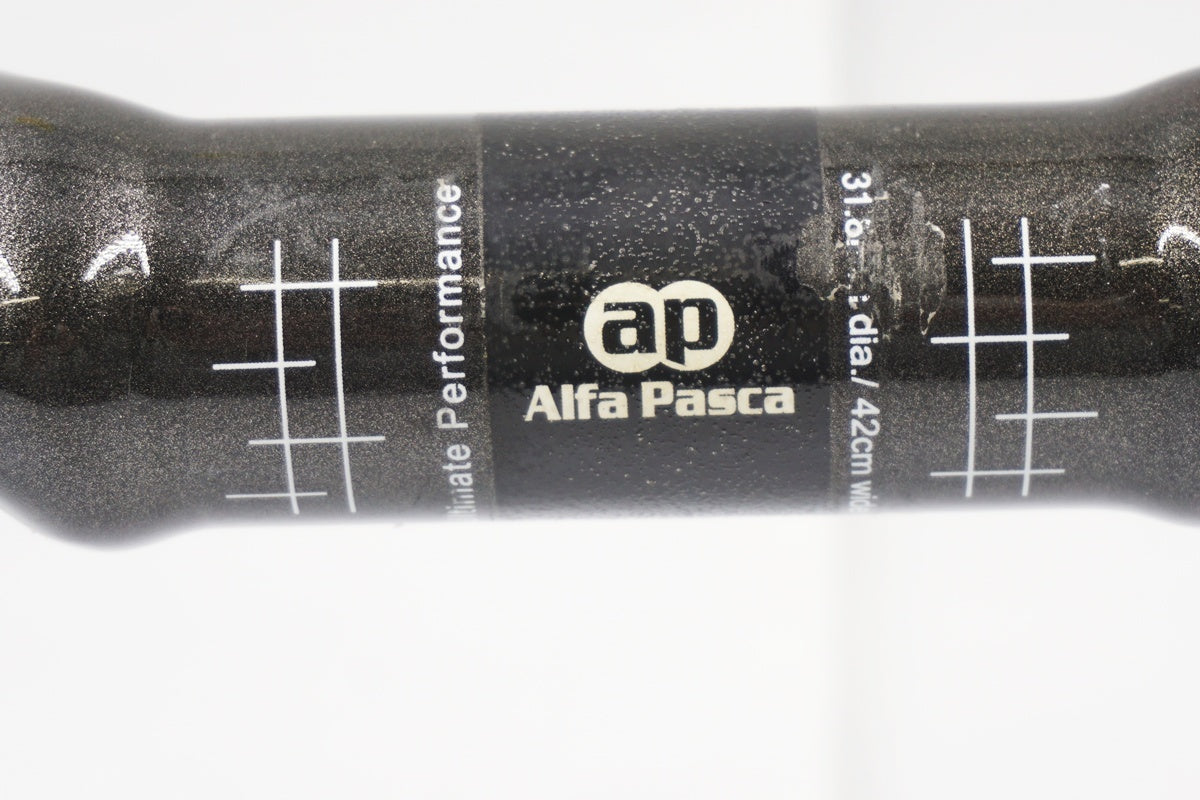 Performance
ap
Alfa Pasca
dia./ 42cm